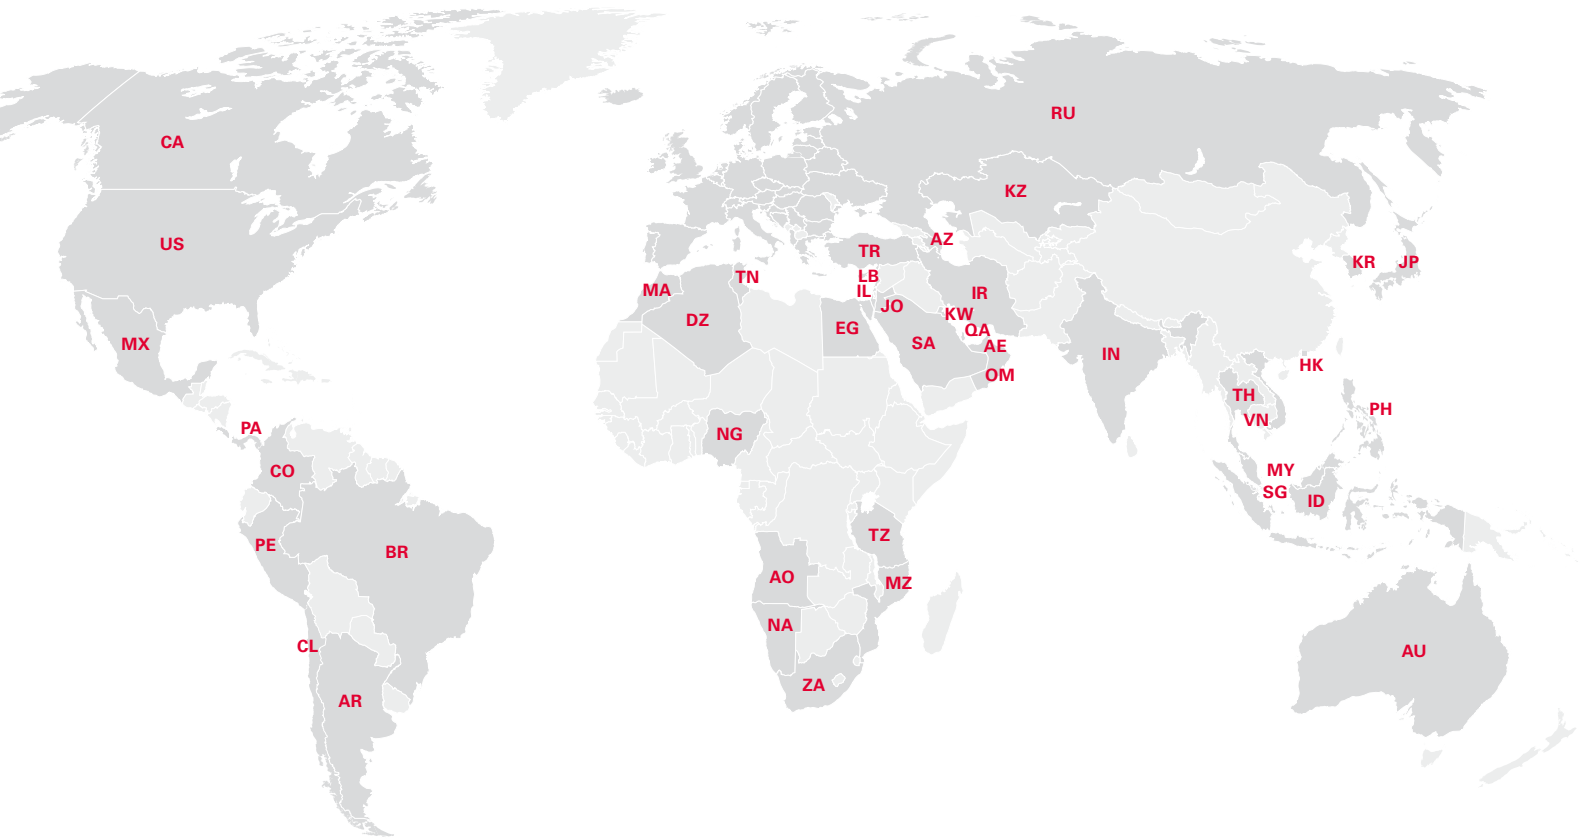 RU
CA
KZ
US
AZ
TR
KR
JP
LB
TN
MA
IL
IR
JO
KW
DZ
EG
QA
SA
MX
AE
IN
HK
OM
TH
PH
VN
PA
NG
CO
MY
SG
ID
TZ
PE
BR
AO
MZ
NA
CL
AU
ZA
AR